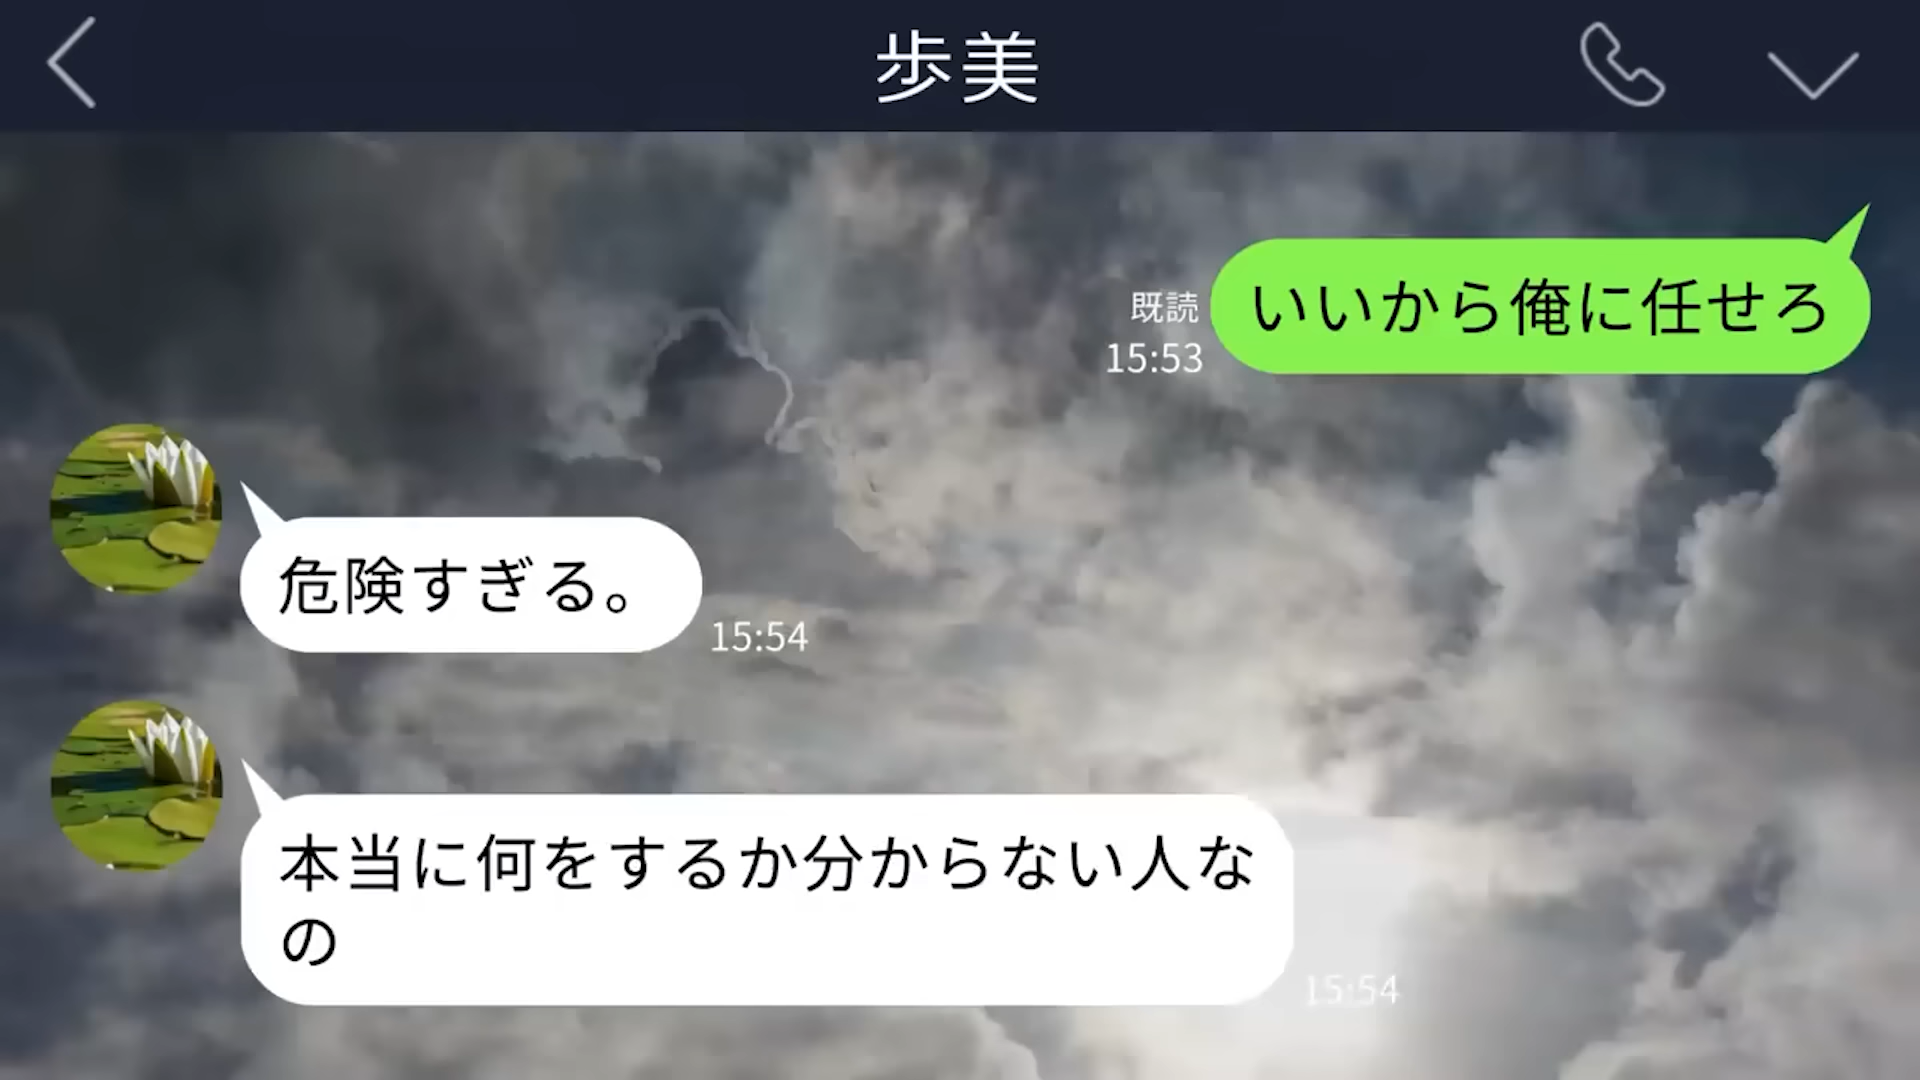 歩美
いいから俺に任せろ
既読
15:53
危険すぎる。
15:54
本当に何をするか分からない人な
の
15:54